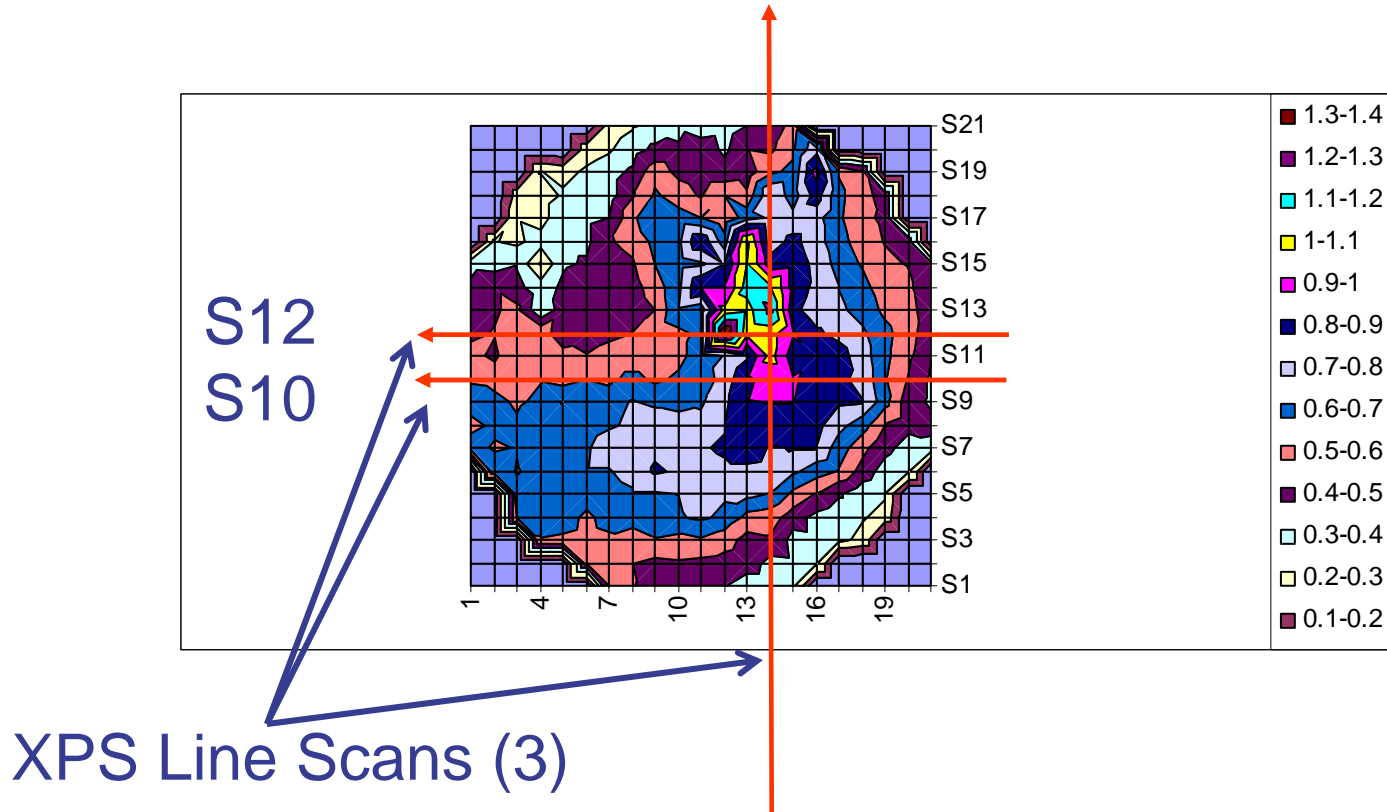 S21
S19
S17
S15
S13
S11
S9
S7
S5
S3
S1
1 4 7 10 13 16 19
1.3-1.4
1.2-1.3
1.1-1.2
1-1.1
0.9-1
0.8-0.9
0.7-0.8
0.6-0.7
0.5-0.6
0.4-0.5
0.3-0.4
0.2-0.3
0.1-0.2
S12
S10
XPS Line Scans (3)